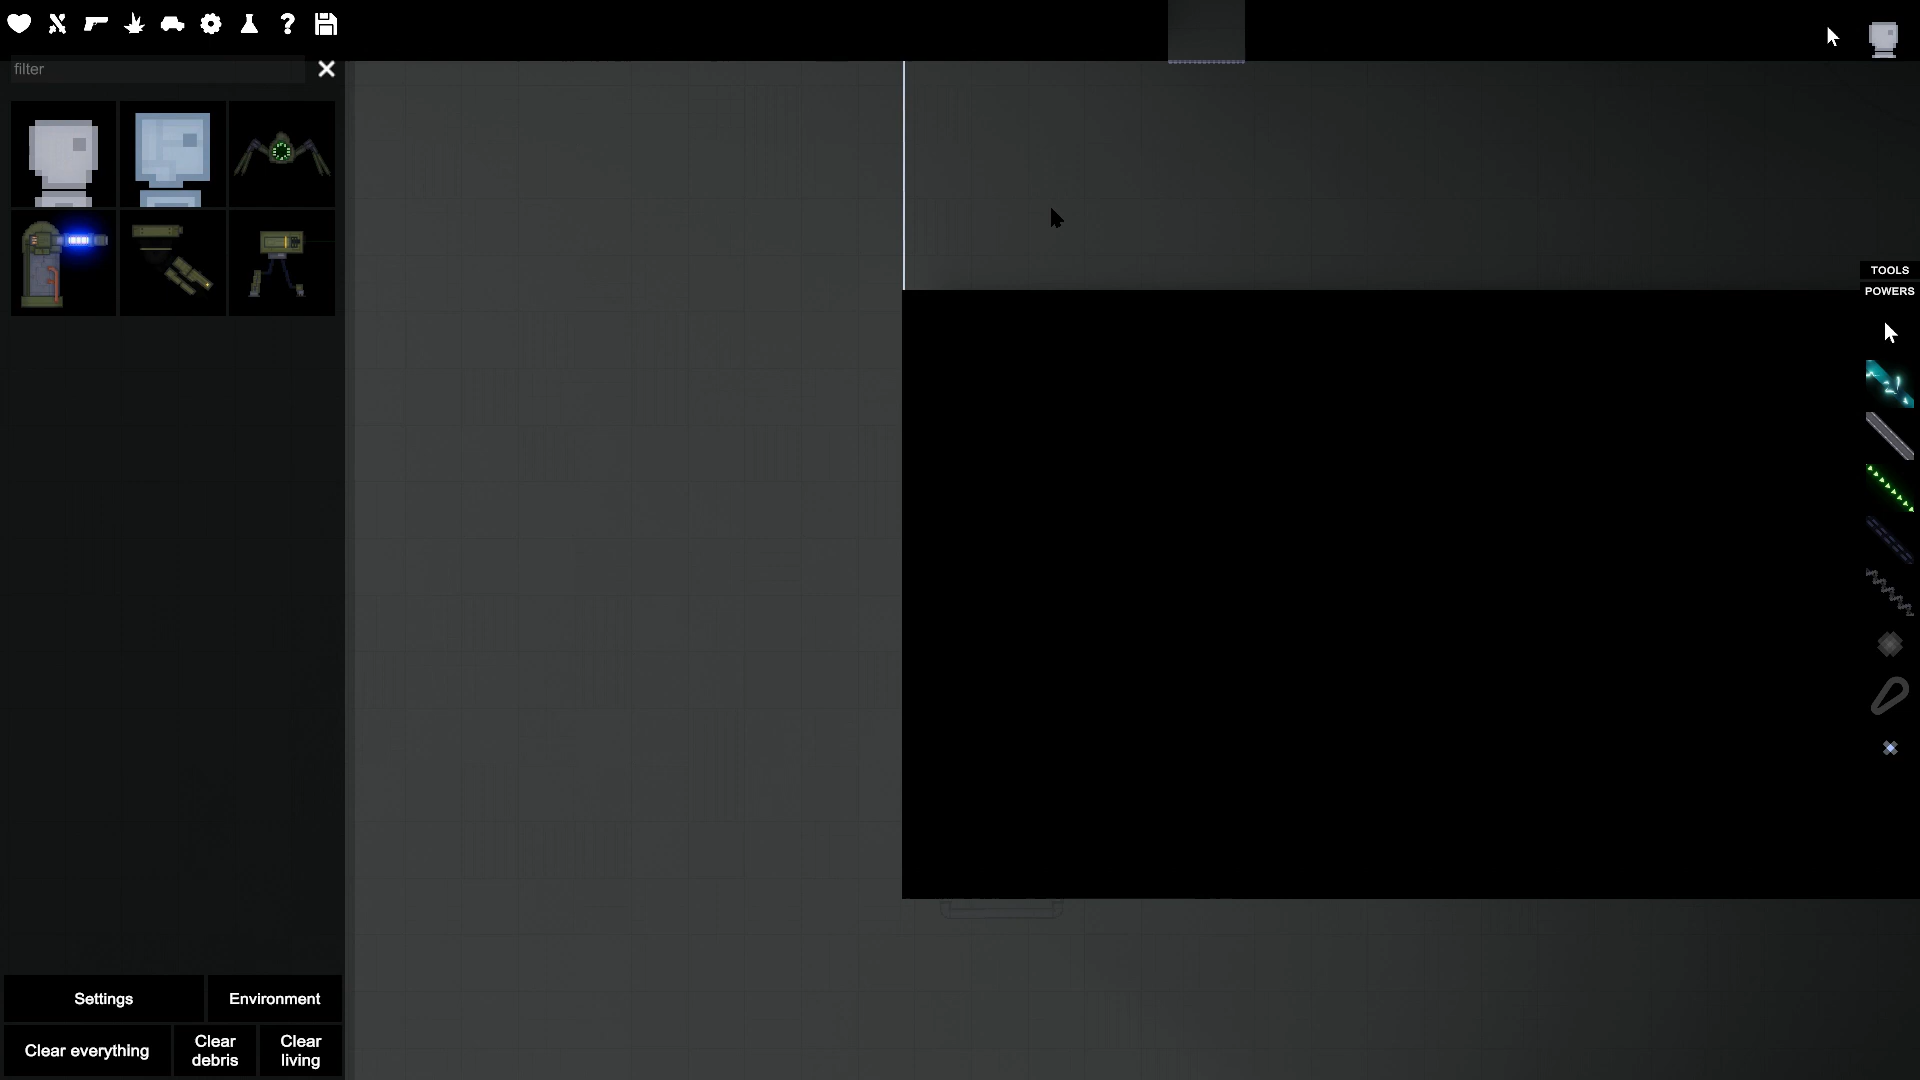 filter
TOOLS
POWERS
Settings
Environment
Clear everything
Clear
debris
Clear
living